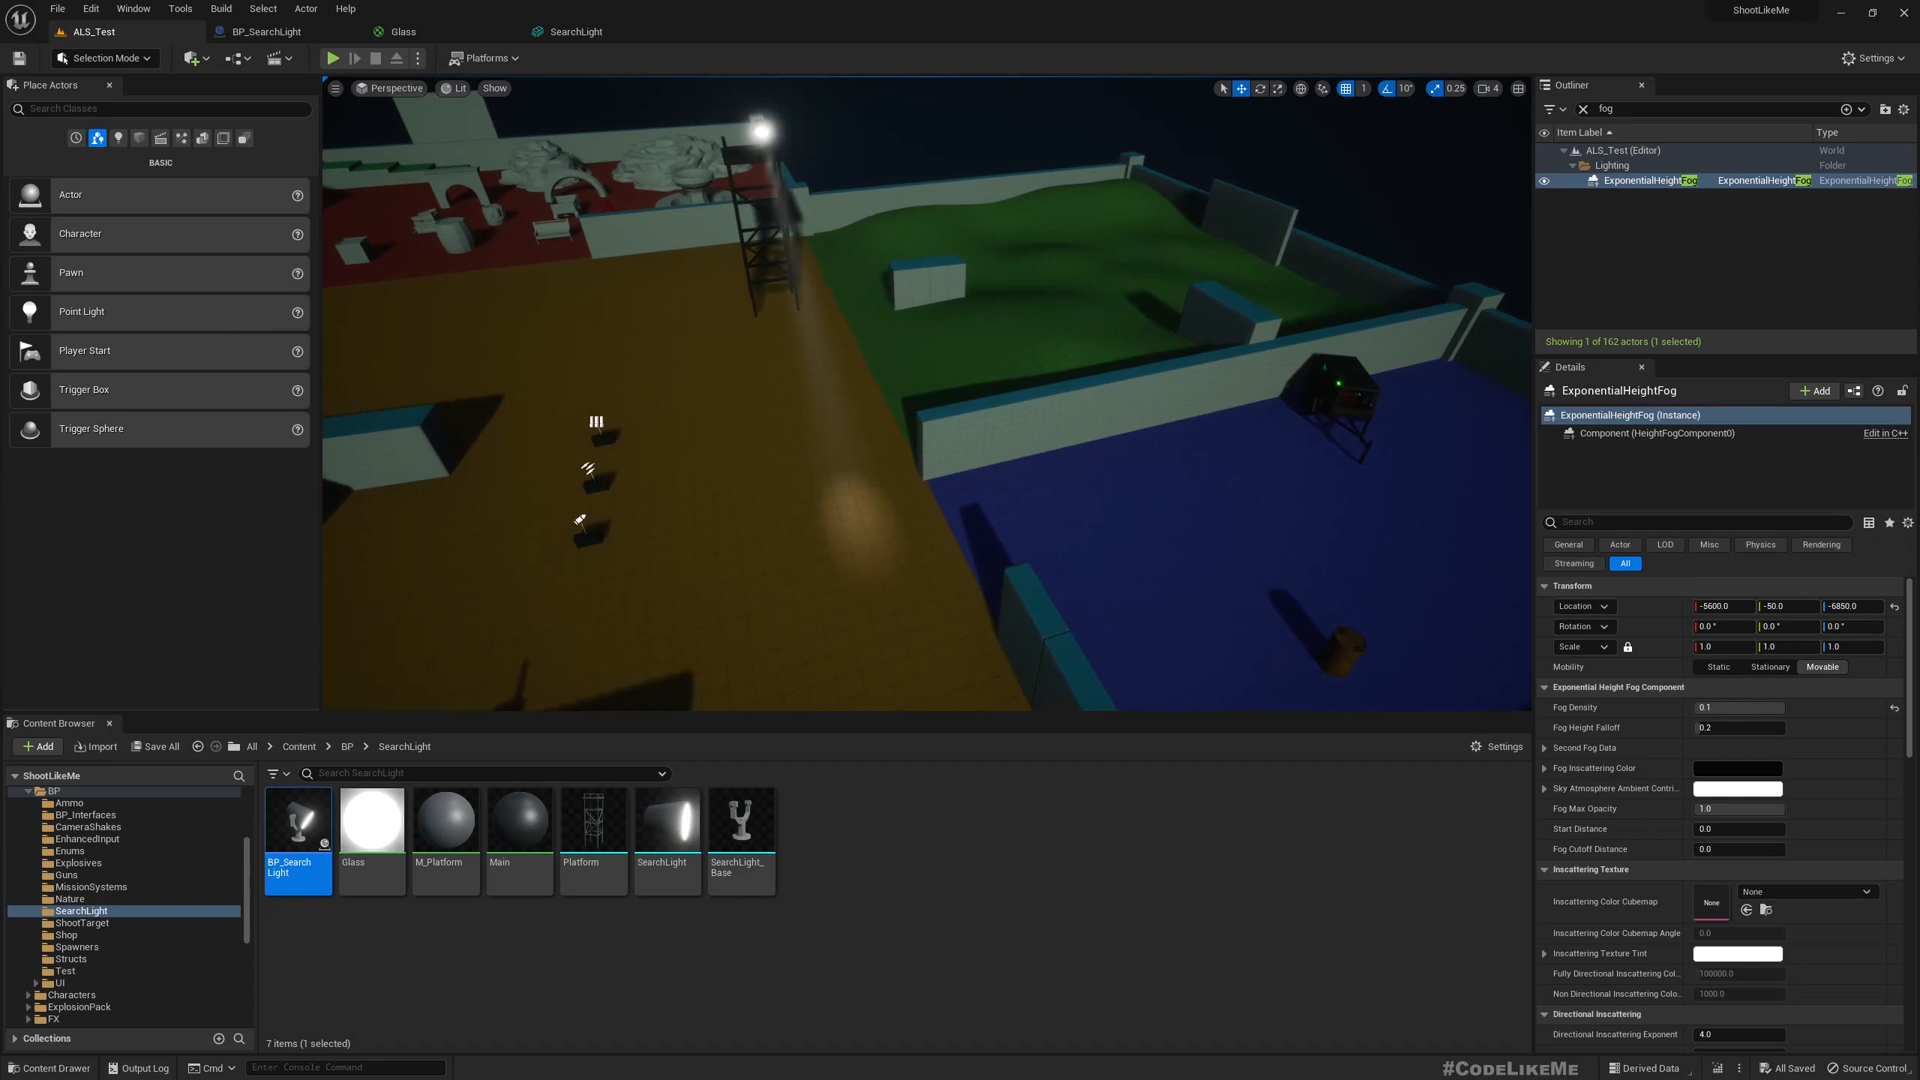 File Edit Window Tools Build Select Actor Help
ShootLikeMe
ALS_Test BP_SearchLight Glass SearchLight
Selection Mode Platforms Settings
Place Actors
Search Classes
BASIC
Actor
Character
Pawn
Point Light
Player Start
Trigger Box
Trigger Sphere
Perspective Lit Show
1 10° 0.25 4
Outliner
fog
Item Label Type
ALS_Test (Editor) World
Lighting Folder
ExponentialHeightFog ExponentialHeightFog ExponentialHeightFog
Showing 1 of 162 actors (1 selected)
Details
ExponentialHeightFog Add
ExponentialHeightFog (Instance)
Component (HeightFogComponent0) Edit in C++
Search
General Actor LOD Misc Physics Rendering
Streaming All
Transform
Location -5600.0 -50.0 -6850.0
Rotation 0.0 ° 0.0 ° 0.0 °
Scale 1.0 1.0 1.0
Mobility Static Stationary Movable
Exponential Height Fog Component
Fog Density 0.1
Fog Height Falloff 0.2
Second Fog Data
Fog Inscattering Color
Sky Atmosphere Ambient Contri...
Fog Max Opacity 1.0
Start Distance 0.0
Fog Cutoff Distance 0.0
Inscattering Texture
Inscattering Color Cubemap None None
Inscattering Color Cubemap Angle 0.0
Inscattering Texture Tint
Fully Directional Inscattering Col... 100000.0
Non Directional Inscattering Colo... 1000.0
Directional Inscattering
Directional Inscattering Exponent 4.0
Content Browser
Add Import Save All All Content BP SearchLight Settings
ShootLikeMe
BP
Ammo
BP_Interfaces
CameraShakes
EnhancedInput
Enums
Explosives
Guns
MissionSystems
Nature
SearchLight
ShootTarget
Shop
Spawners
Structs
Test
UI
Characters
ExplosionPack
FX
Collections
Search SearchLight
BP_Search Light
Glass
M_Platform
Main
Platform
SearchLight
SearchLight_ Base
7 items (1 selected)
Content Drawer Output Log Cmd Enter Console Command
#CodeLikeMe
Derived Data All Saved Source Control